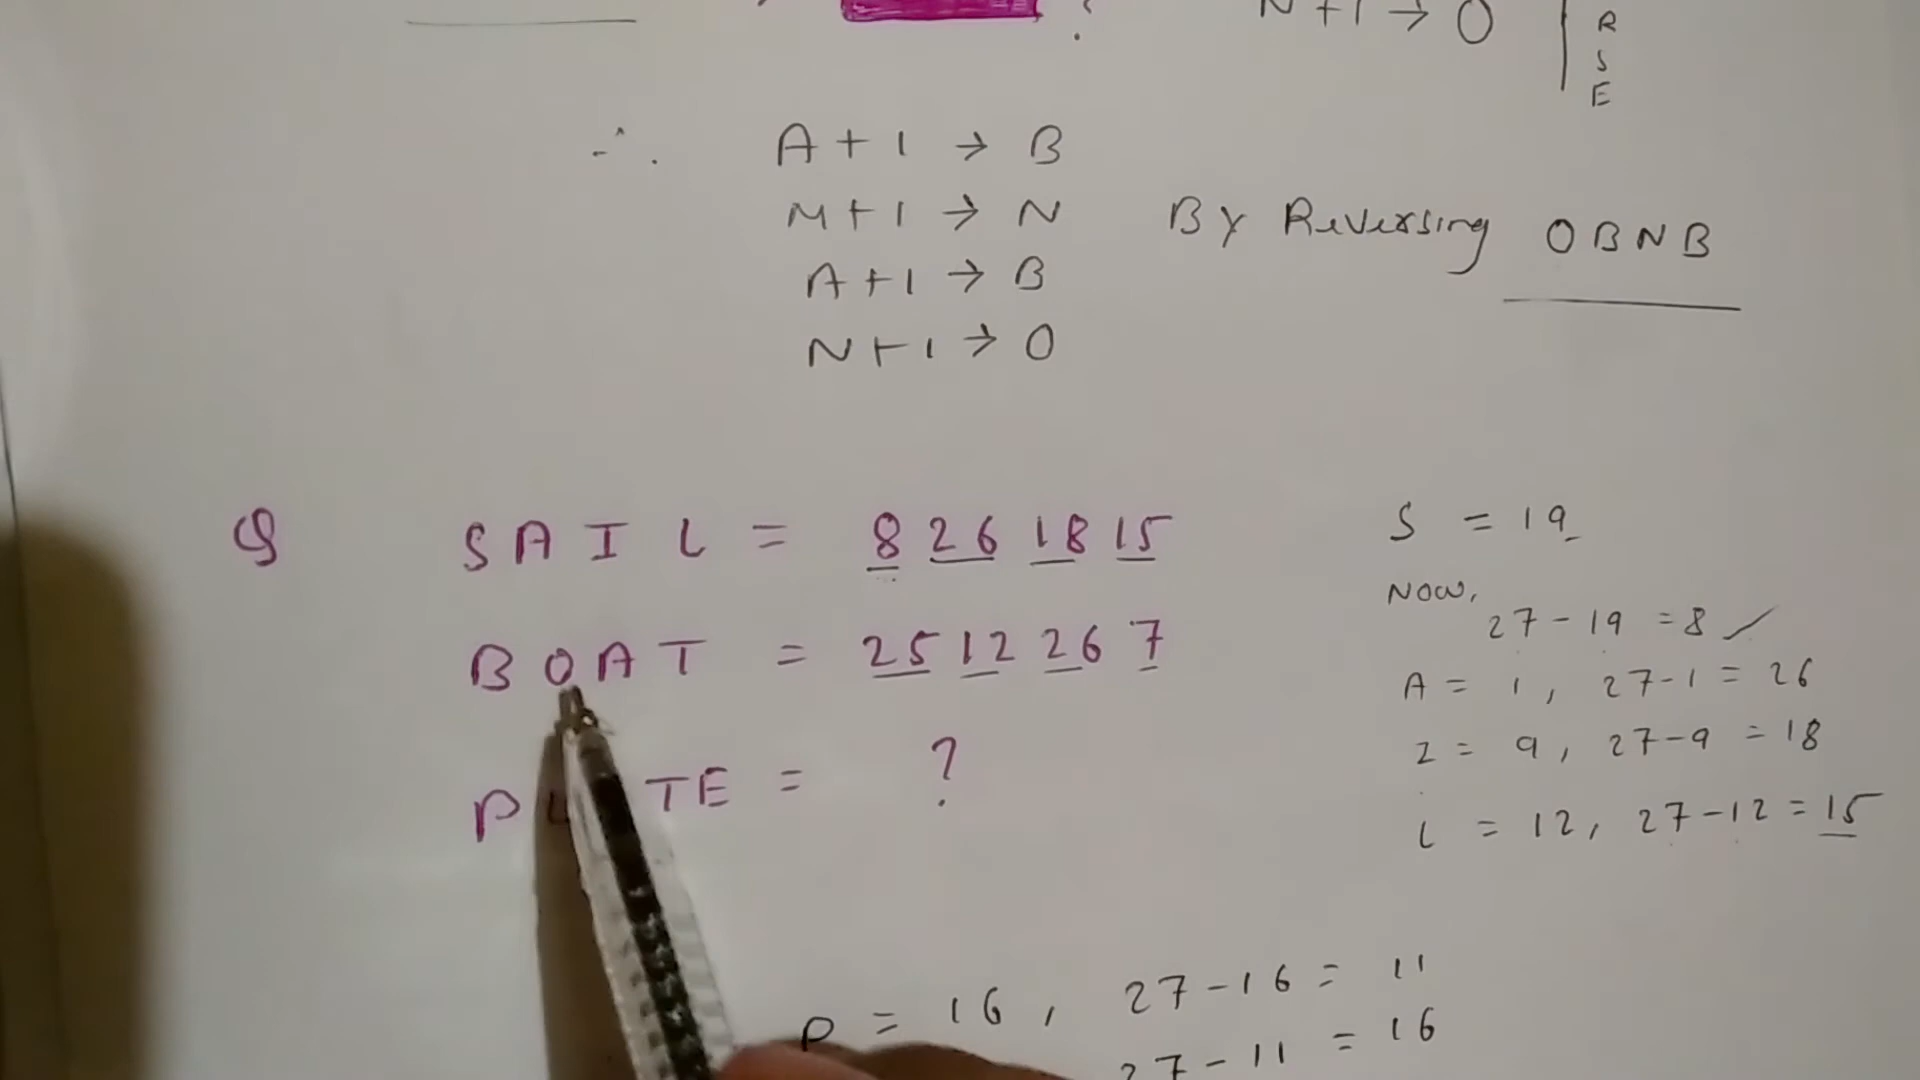 N + 1 → O
?
R
S
E
∴ A + 1 → B
M + 1 → N
By Reversing OBNB
A + 1 → B
N + 1 → O
Q SAIL = 8 26 18 15
S = 19
Now,
27 - 19 = 8 ✓
BOAT = 25 12 26 7
A = 1, 27-1 = 26
Z = 9, 27-9 = 18
TE = ?
L = 12, 27-12 = 15
P = 16, 27-16 = 11
27 - 11 = 16